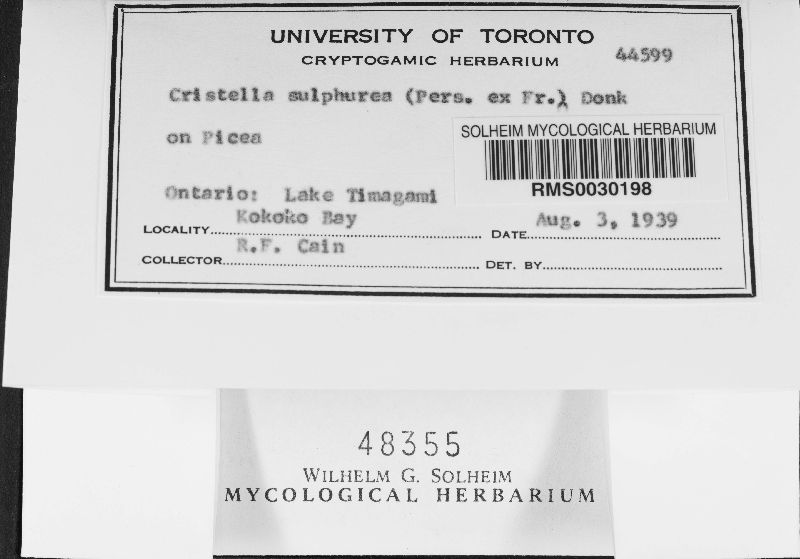 UNIVERSITY OF TORONTO
CRYPTOGAMIC HERBARIUM
44599
Cristella sulphurea (Pers. ex Fr.) Donk
on Picea
SOLHEIM MYCOLOGICAL HERBARIUM
RMS0030198
Ontario: Lake Timagami
Kokoko Bay
Aug. 3, 1939
LOCALITY
DATE
R.F. Cain
COLLECTOR
DET. BY
48355
WILHELM G. SOLHEIM
MYCOLOGICAL HERBARIUM